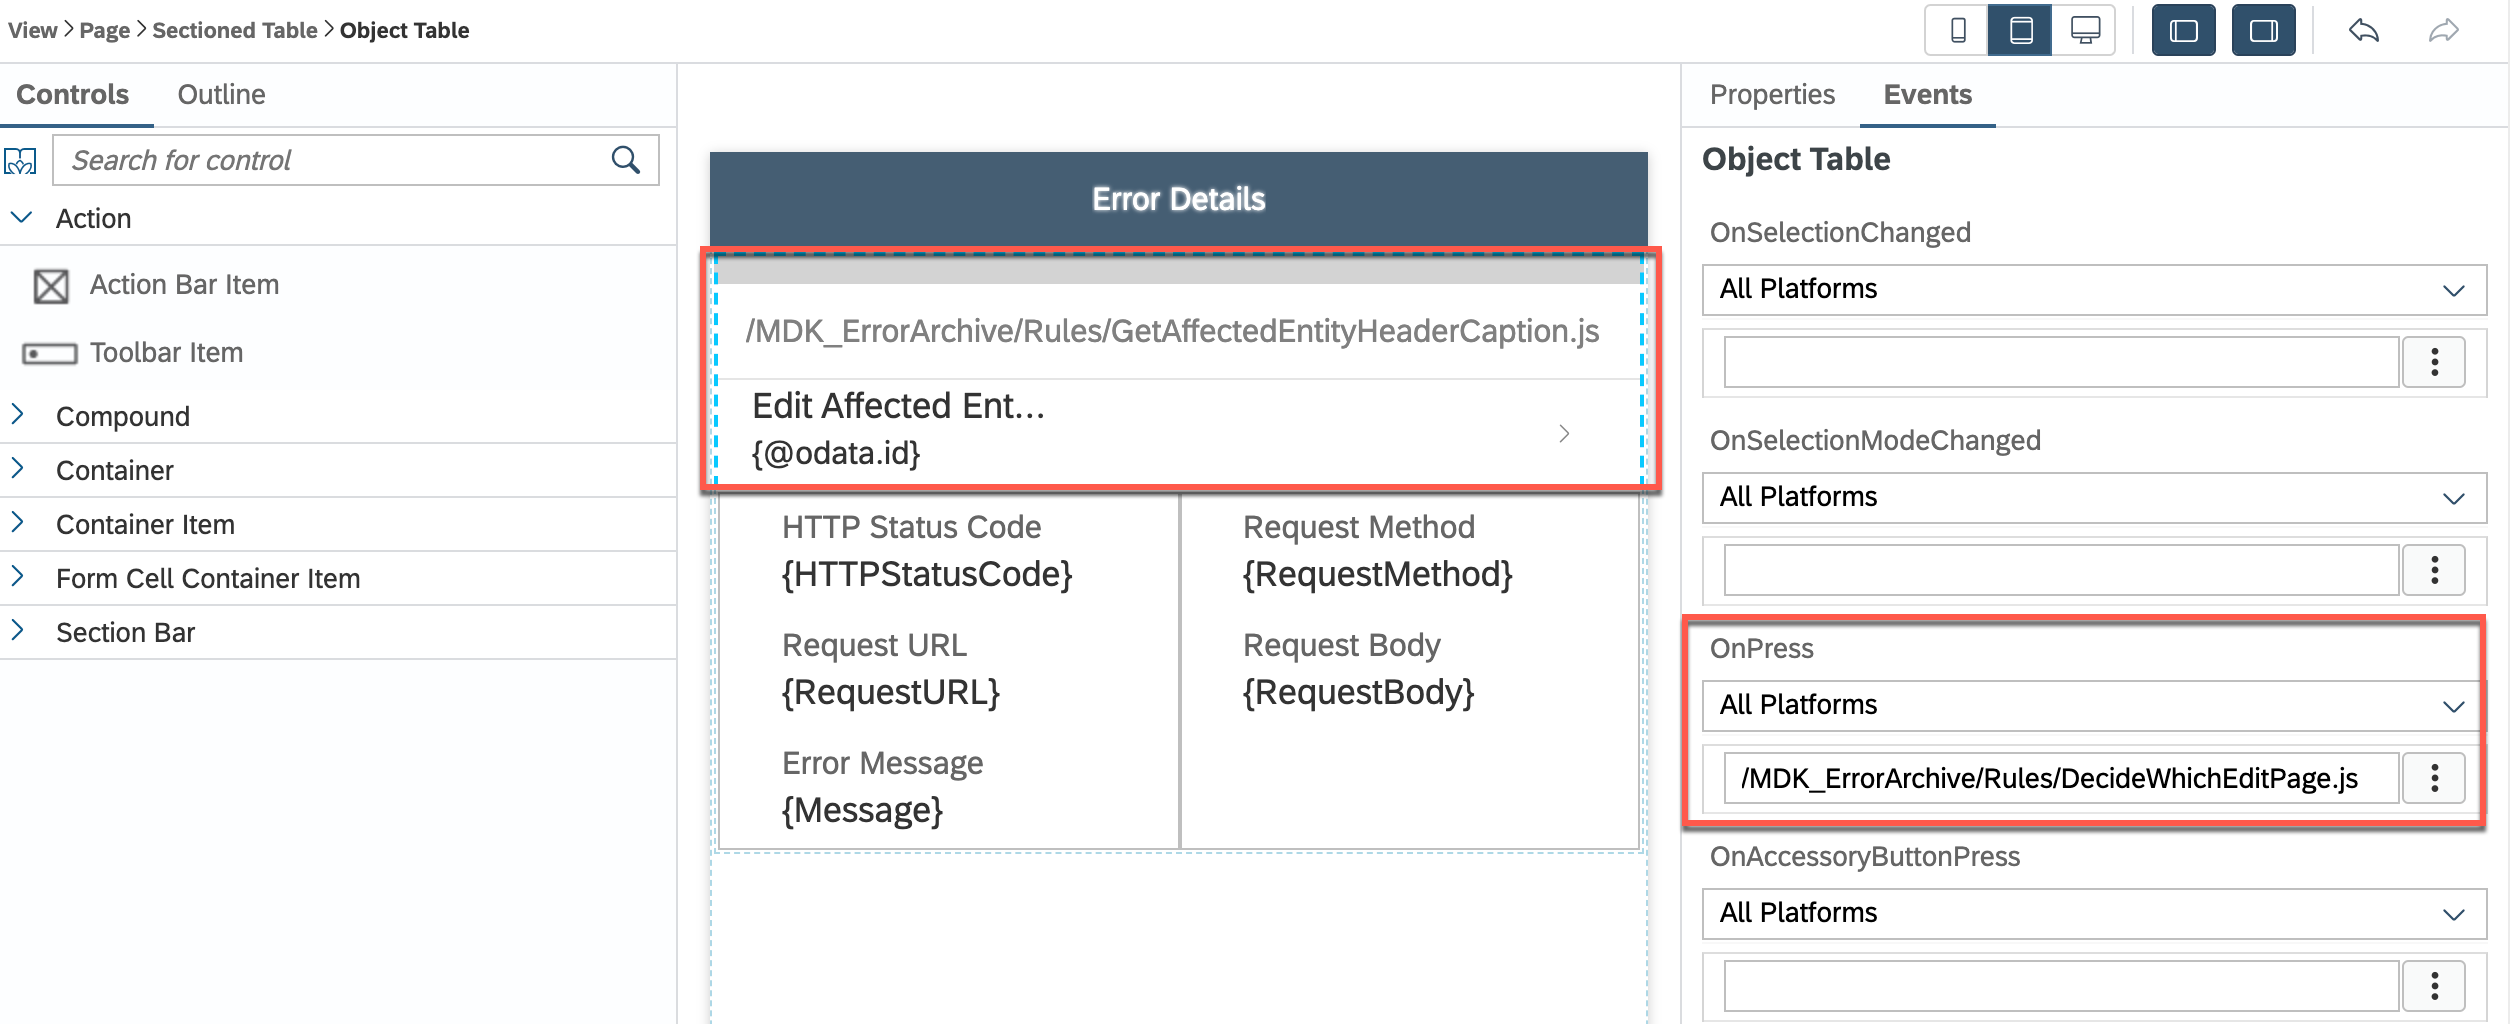 View > Page > Sectioned Table > Object Table
Controls Outline
Search for control
Action
Action Bar Item
Toolbar Item
Compound
Container
Container Item
Form Cell Container Item
Section Bar
Error Details
/MDK_ErrorArchive/Rules/GetAffectedEntityHeaderCaption.js
Edit Affected Ent...
{@odata.id}
HTTP Status Code
{HTTPStatusCode}
Request Method
{RequestMethod}
Request URL
{RequestURL}
Request Body
{RequestBody}
Error Message
{Message}
Properties Events
Object Table
OnSelectionChanged
All Platforms
OnSelectionModeChanged
All Platforms
OnPress
All Platforms
/MDK_ErrorArchive/Rules/DecideWhichEditPage.js
OnAccessoryButtonPress
All Platforms